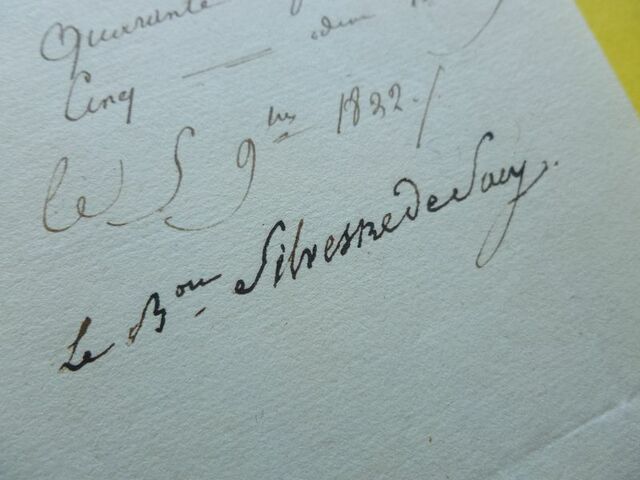 Quarante
Cinq
le 5 9bre 1822
Le Bon Silvestre de Sacy.